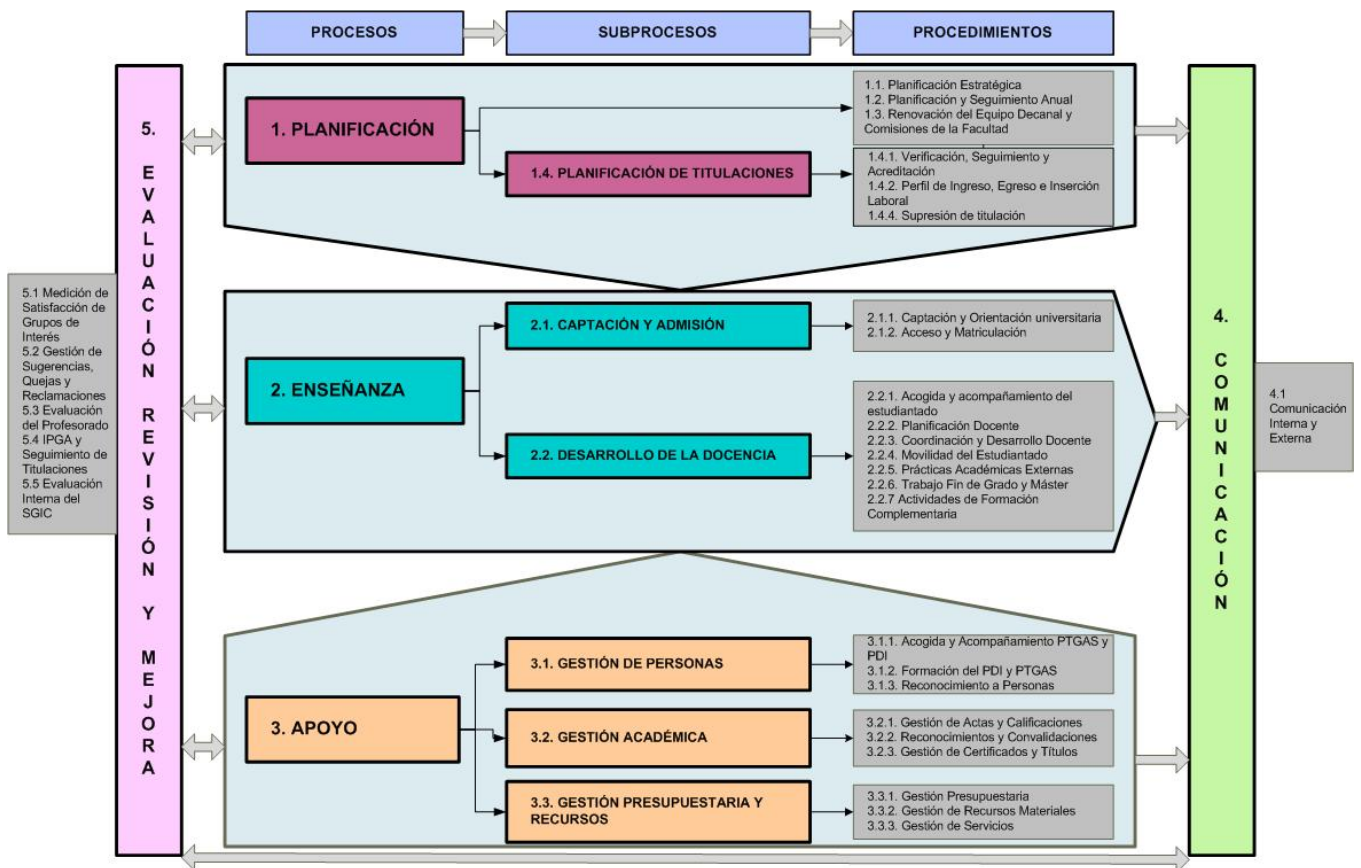 PROCESOS
SUBPROCESOS
PROCEDIMIENTOS
5. EVALUACIÓN REVISIÓN Y MEJORA
5.1 Medición de
Satisfacción de
Grupos de
Interés
5.2 Gestión de
Sugerencias,
Quejas y
Reclamaciones
5.3 Evaluación
del Profesorado
5.4 IPGA y
Seguimiento de
Titulaciones
5.5 Evaluación
Interna del
SGIC
1. PLANIFICACIÓN
1.1. Planificación Estratégica
1.2. Planificación y Seguimiento Anual
1.3. Renovación del Equipo Decanal y
Comisiones de la Facultad
1.4. PLANIFICACIÓN DE TITULACIONES
1.4.1. Verificación, Seguimiento y
Acreditación
1.4.2. Perfil de Ingreso, Egreso e Inserción
Laboral
1.4.4. Supresión de titulación
2. ENSEÑANZA
2.1. CAPTACIÓN Y ADMISIÓN
2.1.1. Captación y Orientación universitaria
2.1.2. Acceso y Matriculación
2.2. DESARROLLO DE LA DOCENCIA
2.2.1. Acogida y acompañamiento del
estudiantado
2.2.2. Planificación Docente
2.2.3. Coordinación y Desarrollo Docente
2.2.4. Movilidad del Estudiantado
2.2.5. Prácticas Académicas Externas
2.2.6. Trabajo Fin de Grado y Máster
2.2.7 Actividades de Formación
Complementaria
3. APOYO
3.1. GESTIÓN DE PERSONAS
3.1.1. Acogida y Acompañamiento PTGAS y
PDI
3.1.2. Formación del PDI y PTGAS
3.1.3. Reconocimiento a Personas
3.2. GESTIÓN ACADÉMICA
3.2.1. Gestión de Actas y Calificaciones
3.2.2. Reconocimientos y Convalidaciones
3.2.3. Gestión de Certificados y Títulos
3.3. GESTIÓN PRESUPUESTARIA Y
RECURSOS
3.3.1. Gestión Presupuestaria
3.3.2. Gestión de Recursos Materiales
3.3.3. Gestión de Servicios
4. COMUNICACIÓN
4.1
Comunicación
Interna y
Externa